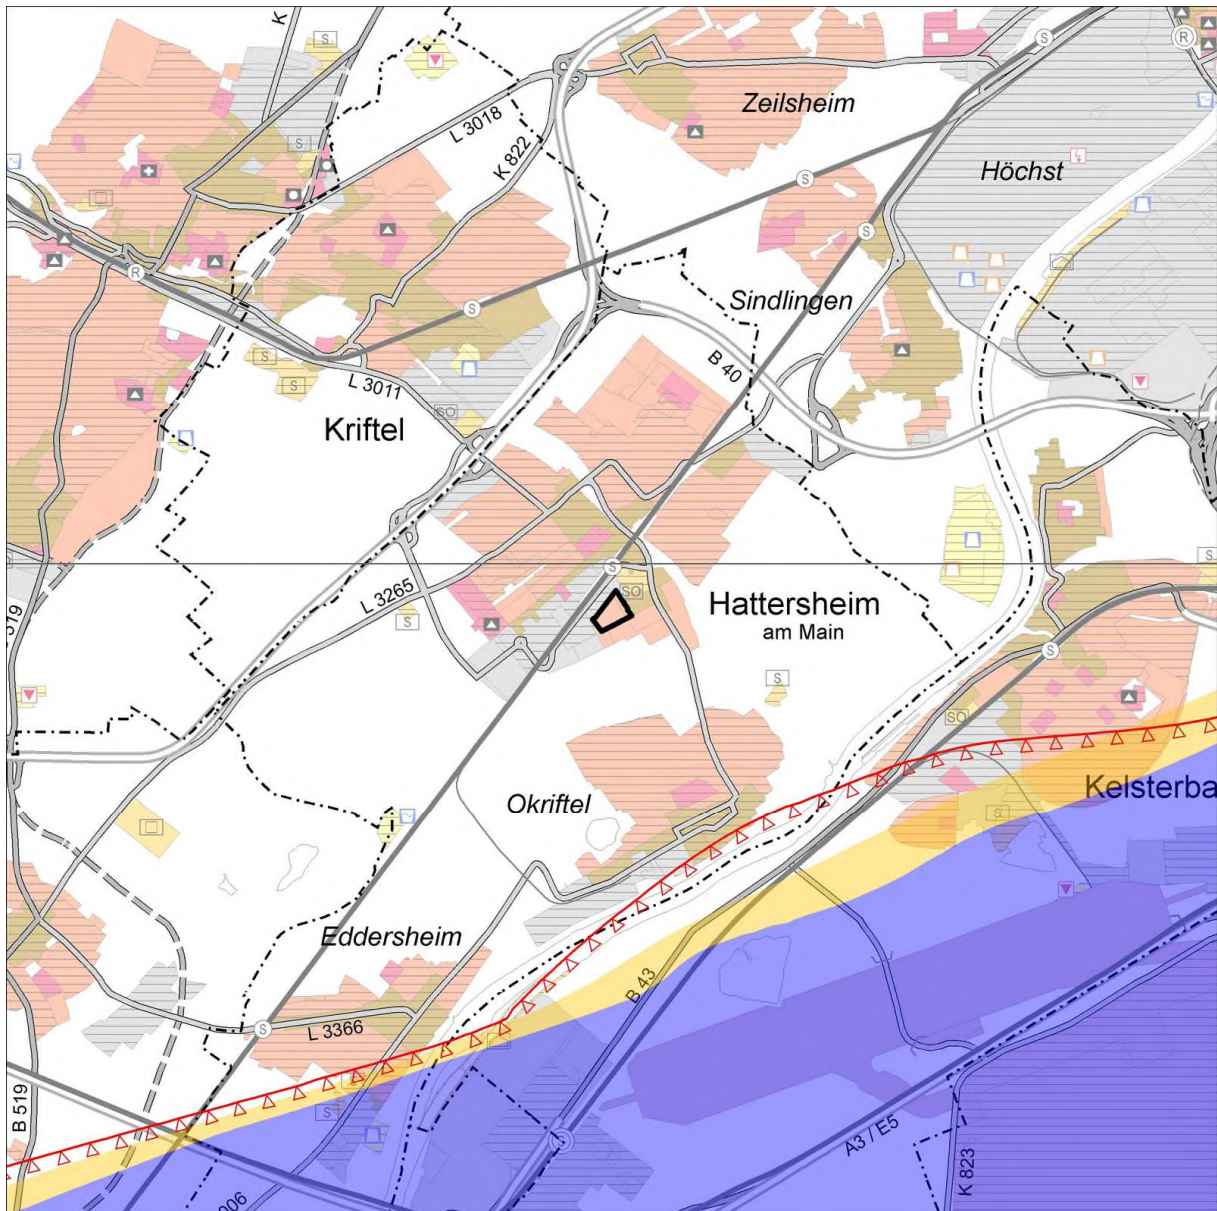 K
S
S
R
Zeilsheim
L 3018
K 822
Höchst
S
S
S
R
S
Sindlingen
B 40
S
S
L 3011
SO
Kriftel
S
S
SO
L 3265
S
Hattersheim
am Main
319
S
S
SO
Kelsterba
Okriftel
S
Eddersheim
B 43
S
L 3366
B 519
S
S
A3 / E5
K 823
006